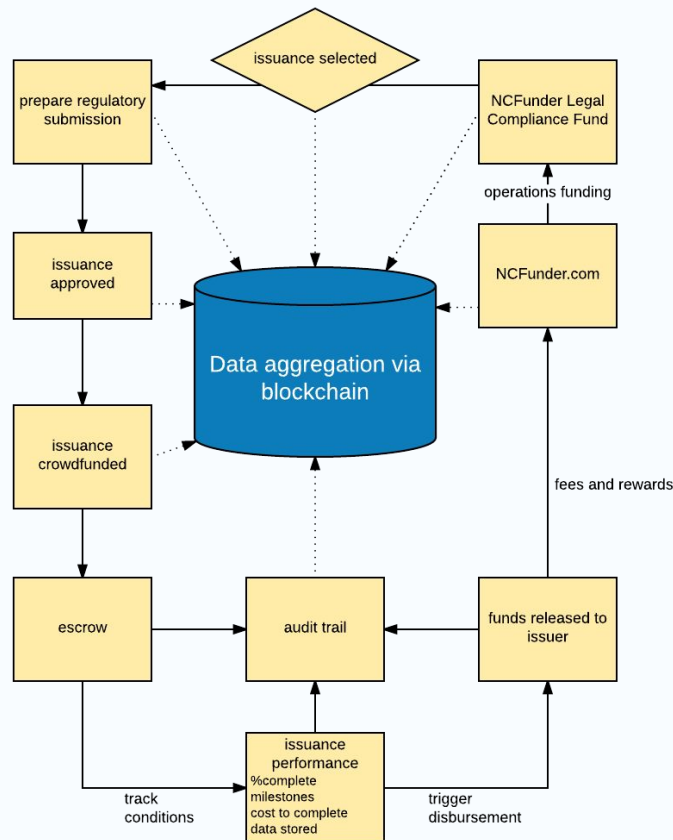 issuance selected
prepare regulatory
submission
NCFunder Legal
Compliance Fund
operations funding
issuance
approved
NCFunder.com
Data aggregation via
blockchain
issuance
crowdfunded
fees and rewards
escrow
audit trail
funds released to
issuer
issuance
performance
%complete
milestones
cost to complete
data stored
track
conditions
trigger
disbursement